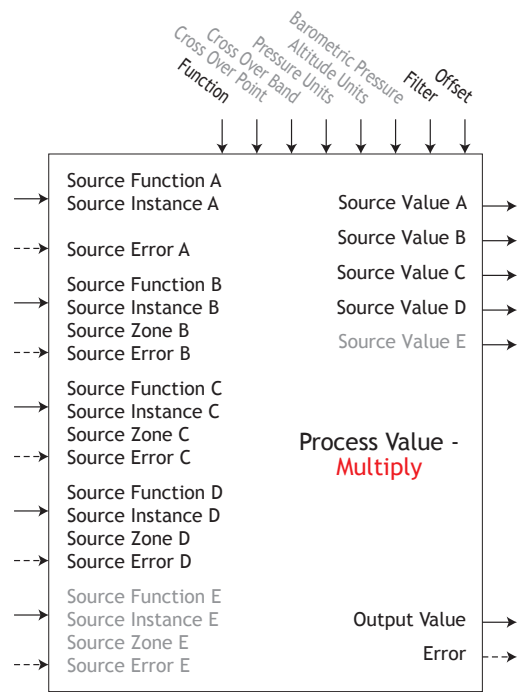 Function
Cross Over Point
Cross Over Band
Pressure Units
Altitude Units
Barometric Pressure
Filter
Offset
Source Function A
Source Instance A
Source Error A
Source Function B
Source Instance B
Source Zone B
Source Error B
Source Function C
Source Instance C
Source Zone C
Source Error C
Source Function D
Source Instance D
Source Zone D
Source Error D
Source Function E
Source Instance E
Source Zone E
Source Error E
Source Value A
Source Value B
Source Value C
Source Value D
Source Value E
Process Value -
Multiply
Output Value
Error